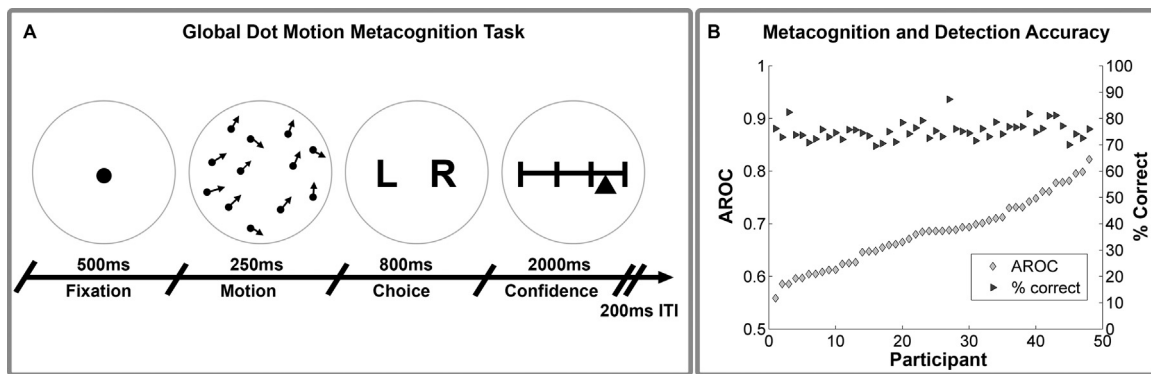 A Global Dot Motion Metacognition Task
L R
500ms 250ms 800ms 2000ms
Fixation Motion Choice Confidence
200ms ITI
B Metacognition and Detection Accuracy
1
0.9
0.8
0.7
0.6
0.5
AROC
100
90
80
70
60
50
40
30
20
10
0
% Correct
AROC
% correct
0 10 20 30 40 50
Participant